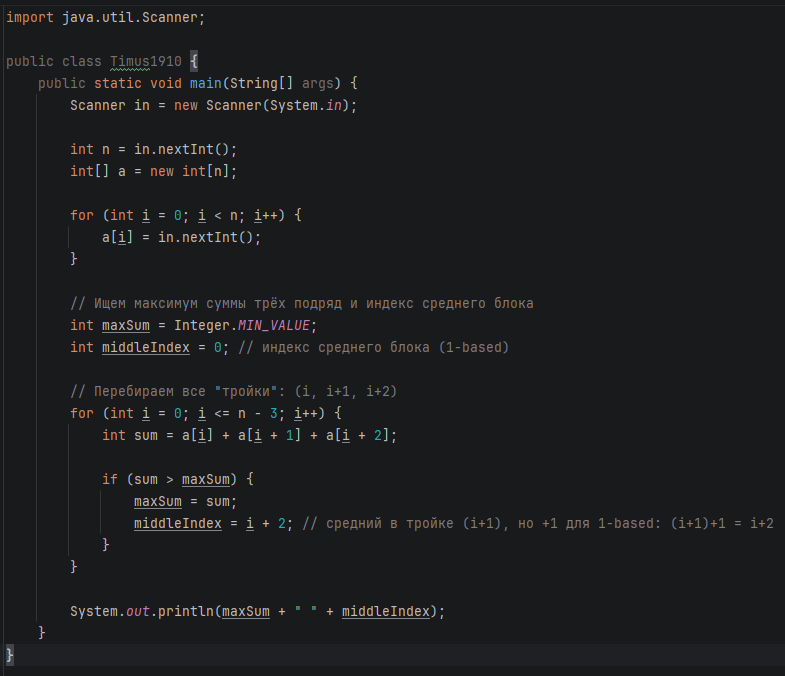 import java.util.Scanner;
public class Timus1910 {
public static void main(String[] args) {
Scanner in = new Scanner(System.in);
int n = in.nextInt();
int[] a = new int[n];
for (int i = 0; i < n; i++) {
a[i] = in.nextInt();
}
// Ищем максимум суммы трёх подряд и индекс среднего блока
int maxSum = Integer.MIN_VALUE;
int middleIndex = 0; // индекс среднего блока (1-based)
// Перебираем все "тройки": (i, i+1, i+2)
for (int i = 0; i <= n - 3; i++) {
int sum = a[i] + a[i + 1] + a[i + 2];
if (sum > maxSum) {
maxSum = sum;
middleIndex = i + 2; // средний в тройке (i+1), но +1 для 1-based: (i+1)+1 = i+2
}
}
System.out.println(maxSum + " " + middleIndex);
}
}